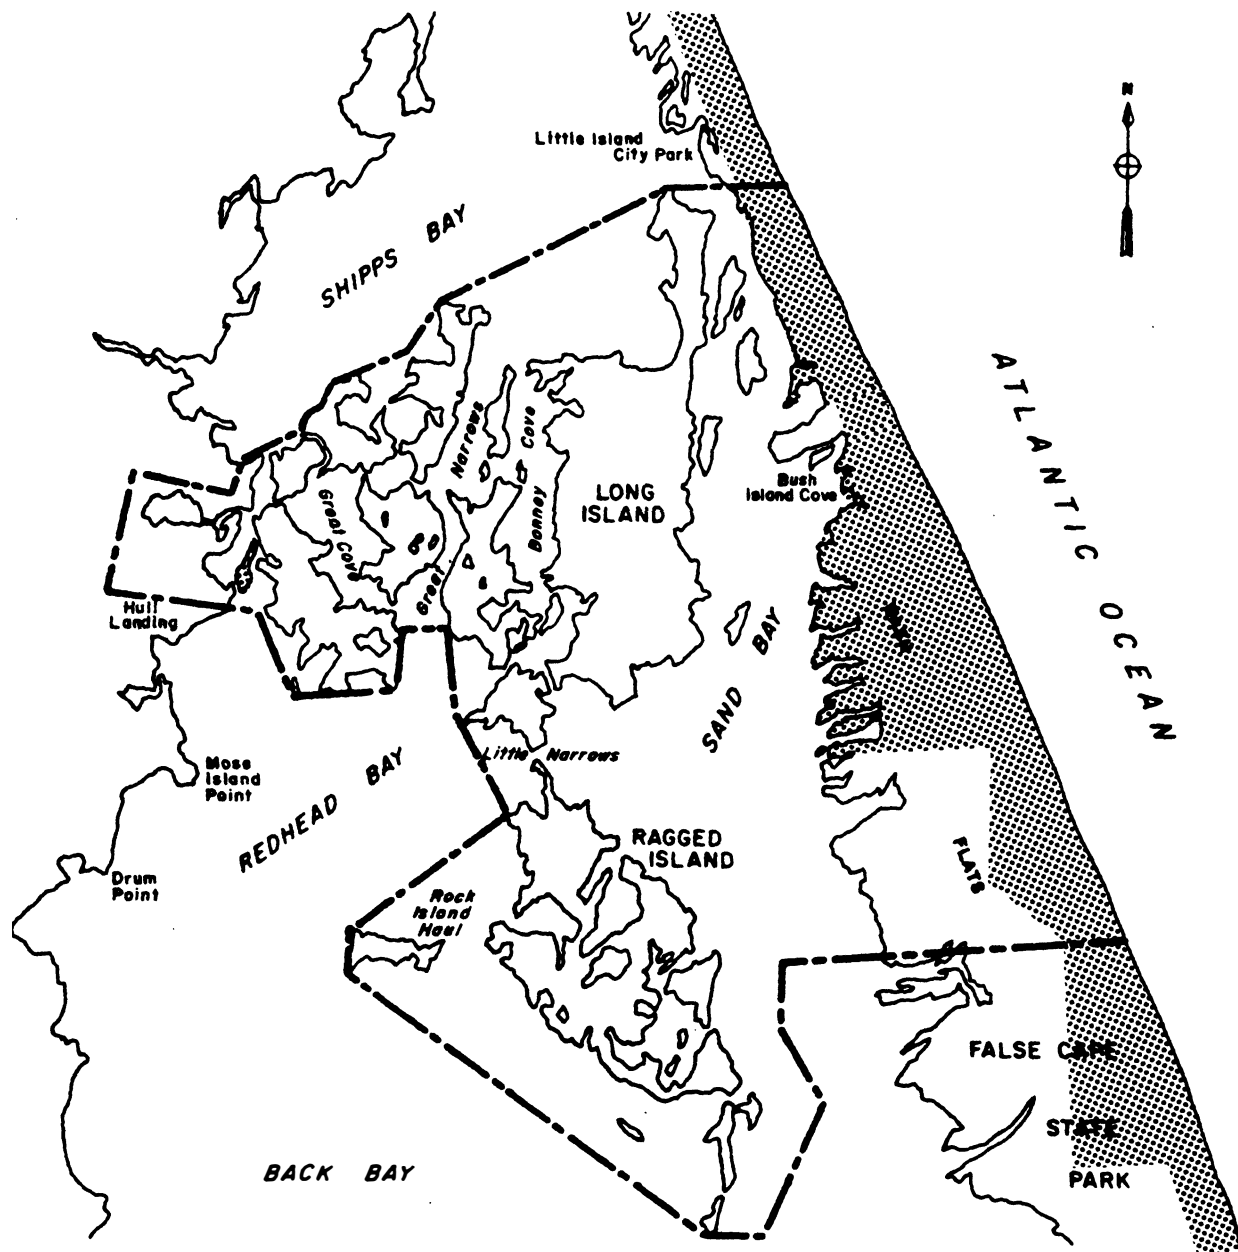 N
Little Island
City Park
SHIPPS BAY
ATLANTIC OCEAN
Narrows
Cove
Bonney
Great Cove
Great
LONG
ISLAND
Bush
Island Cove
Hull
Landing
SAND BAY
Little Narrows
Mose
Island
Point
REDHEAD BAY
RAGGED
ISLAND
FLATS
Drum
Point
Rock
Island
Haul
FALSE CAPE
STATE
PARK
BACK BAY